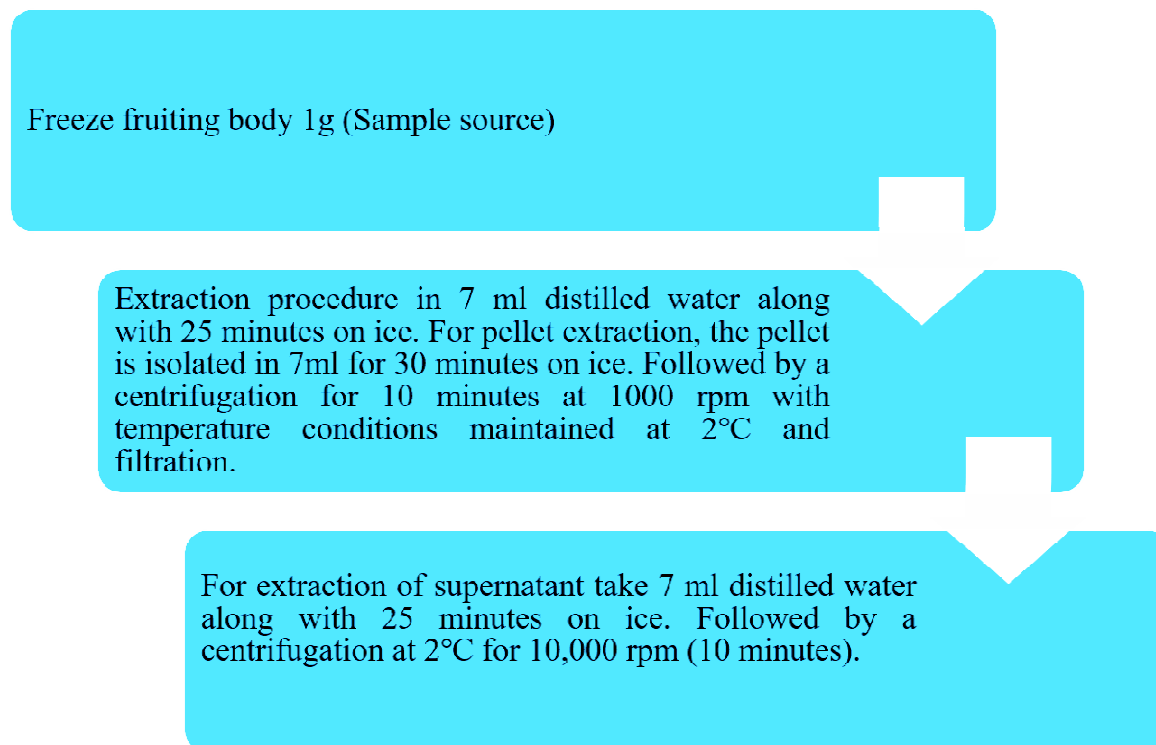 Freeze fruiting body 1g (Sample source)
Extraction procedure in 7 ml distilled water along
with 25 minutes on ice. For pellet extraction, the pellet
is isolated in 7ml for 30 minutes on ice. Followed by a
centrifugation for 10 minutes at 1000 rpm with
temperature conditions maintained at 2°C and
filtration.
For extraction of supernatant take 7 ml distilled water
along with 25 minutes on ice. Followed by a
centrifugation at 2°C for 10,000 rpm (10 minutes).